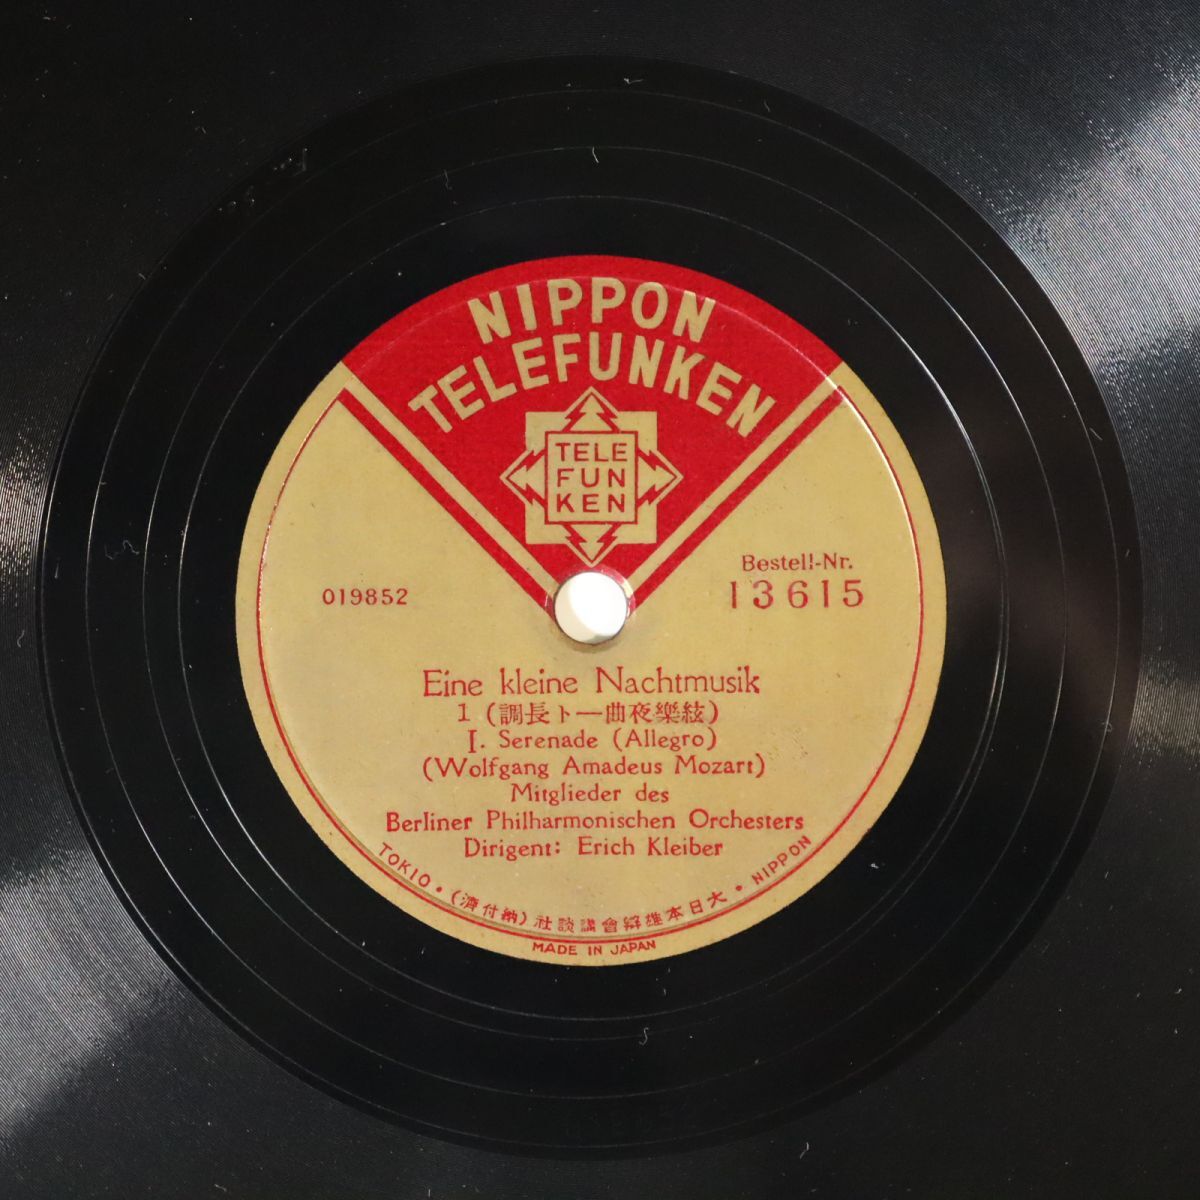 NIPPON
TELEFUNKEN
TELE
FUN
KEN
Bestell-Nr.
13615
019852
Eine kleine Nachtmusik
1 (調長ト―曲夜樂絃)
I. Serenade (Allegro)
(Wolfgang Amadeus Mozart)
Mitglieder des
Berliner Philharmonischen Orchesters
Dirigent: Erich Kleiber
TOKIO・(濟付納) 社談講會辯雄本日大・NIPPON
MADE IN JAPAN